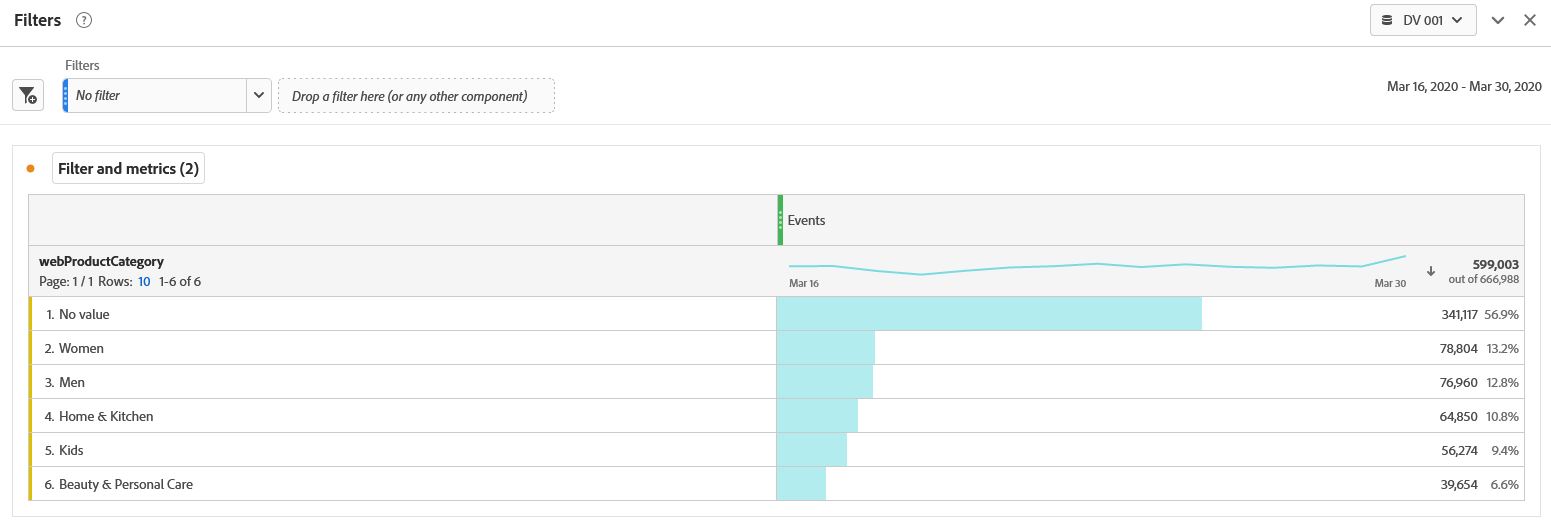 Filters ? DV 001
Filters
No filter
Drop a filter here (or any other component)
Mar 16, 2020 - Mar 30, 2020
Filter and metrics (2)
Events
webProductCategory
Page: 1 / 1 Rows: 10 1-6 of 6
Mar 16
Mar 30
599,003
out of 666,988
1. No value 341,117 56.9%
2. Women 78,804 13.2%
3. Men 76,960 12.8%
4. Home & Kitchen 64,850 10.8%
5. Kids 56,274 9.4%
6. Beauty & Personal Care 39,654 6.6%